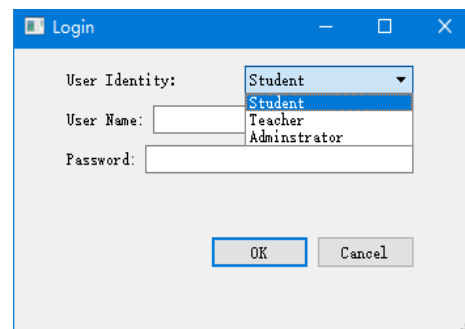 Login
User Identity: Student
Student
User Name:
Teacher
Adminstrator
Password:
OK Cancel